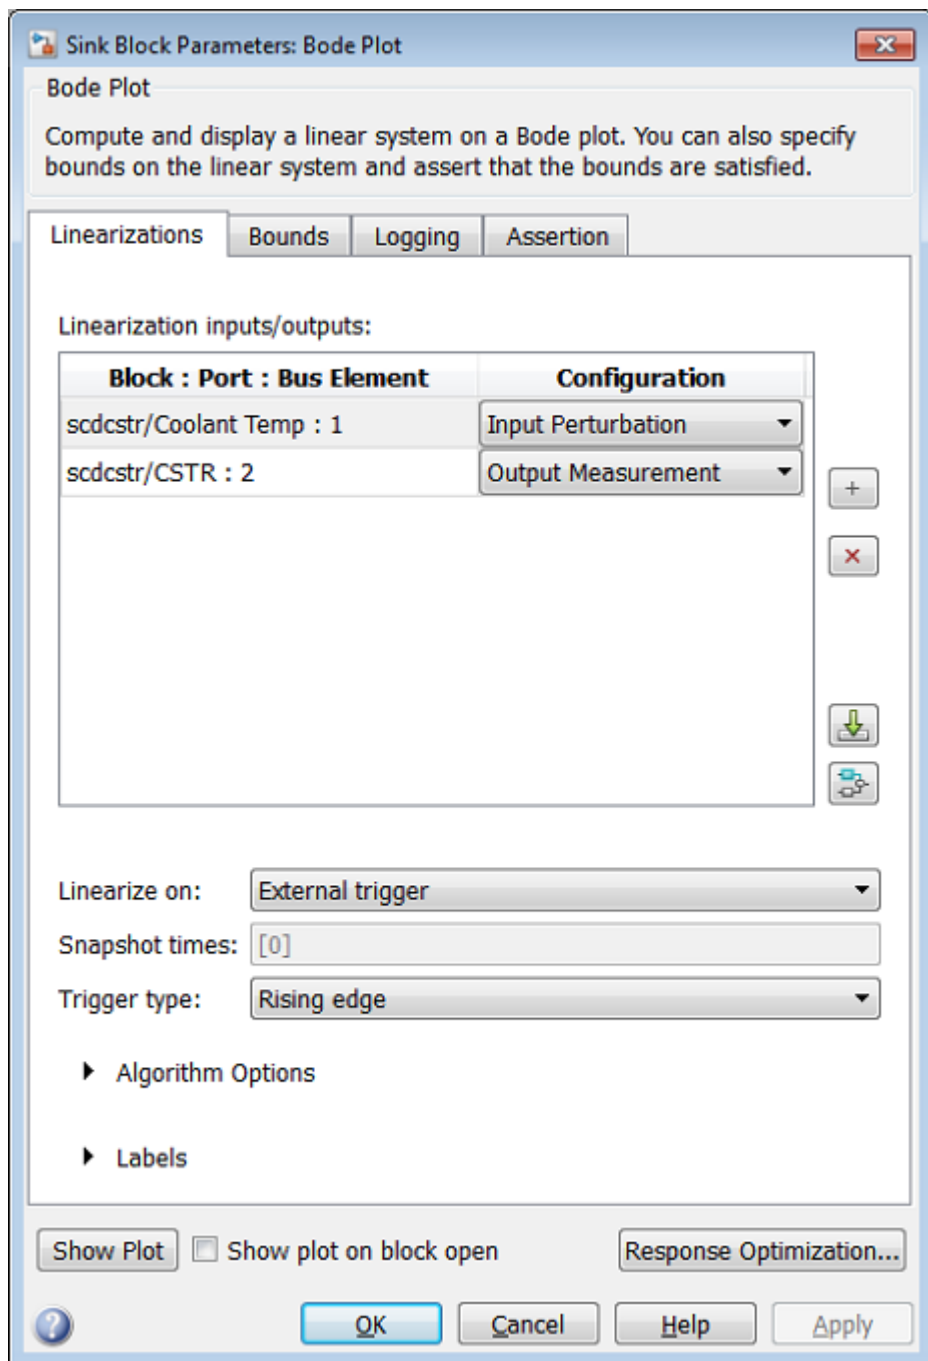 Sink Block Parameters: Bode Plot
Bode Plot
Compute and display a linear system on a Bode plot. You can also specify
bounds on the linear system and assert that the bounds are satisfied.
Linearizations Bounds Logging Assertion
Linearization inputs/outputs:
Block : Port : Bus Element Configuration
scdcstr/Coolant Temp : 1 Input Perturbation
scdcstr/CSTR : 2 Output Measurement
Linearize on: External trigger
Snapshot times: [0]
Trigger type: Rising edge
Algorithm Options
Labels
Show Plot Show plot on block open Response Optimization...
OK Cancel Help Apply